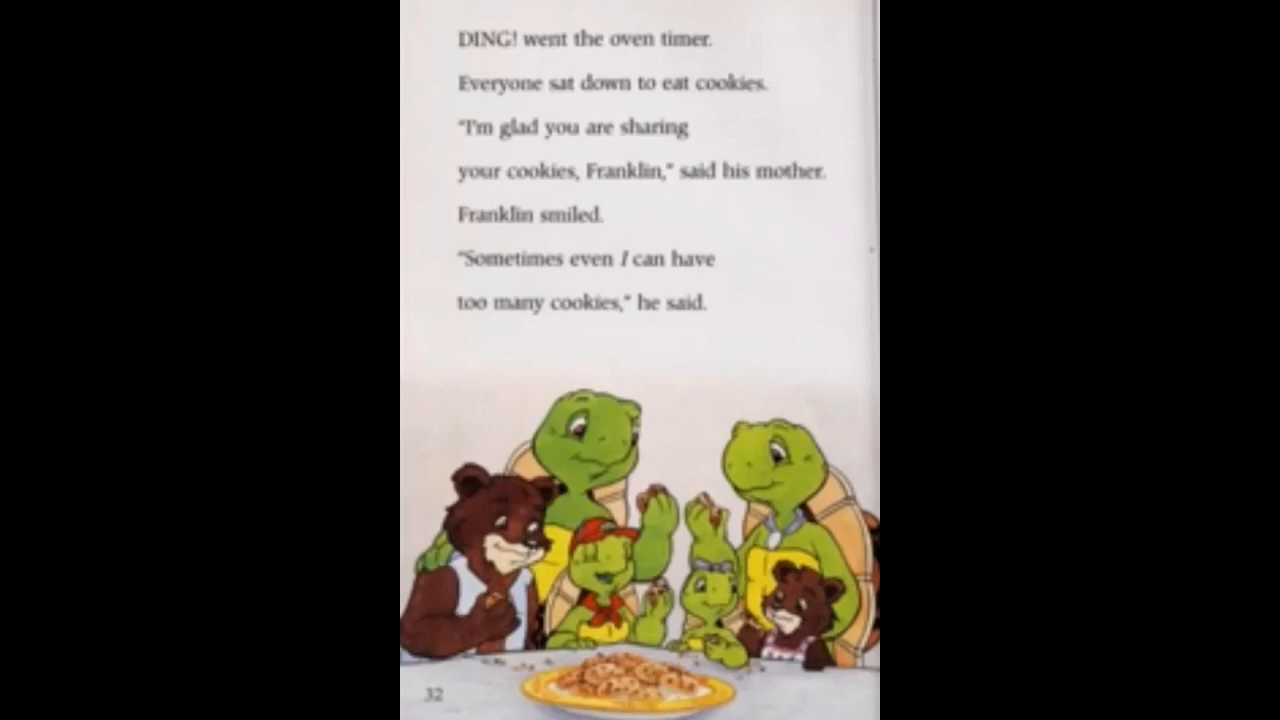 DING! went the oven timer.
Everyone sat down to eat cookies.
"I'm glad you are sharing
your cookies, Franklin," said his mother.
Franklin smiled.
"Sometimes even I can have
too many cookies," he said.
32